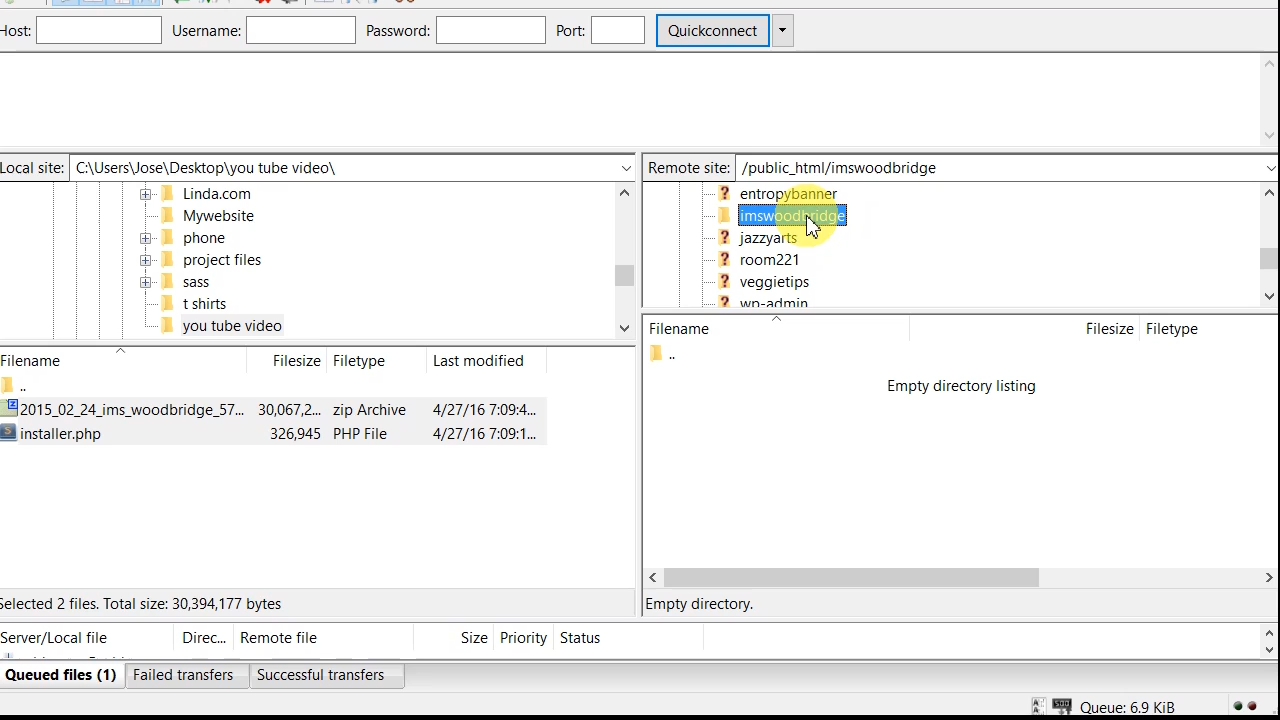 Host: Username: Password: Port: Quickconnect
Local site: C:\Users\Jose\Desktop\you tube video\
Linda.com
Mywebsite
phone
project files
sass
t shirts
you tube video
Filename Filesize Filetype Last modified
..
2015_02_24_ims_woodbridge_57... 30,067,2... zip Archive 4/27/16 7:09:4...
installer.php 326,945 PHP File 4/27/16 7:09:1...
Selected 2 files. Total size: 30,394,177 bytes
Remote site: /public_html/imswoodbridge
entropybanner
imswoodbridge
jazzyarts
room221
veggietips
wp-admin
Filename Filesize Filetype
..
Empty directory listing
Empty directory.
Server/Local file Direc... Remote file Size Priority Status
Queued files (1) Failed transfers Successful transfers
Queue: 6.9 KiB